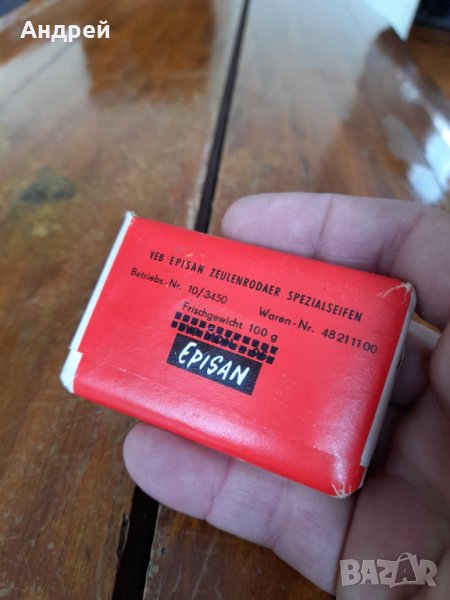 Андрей
VEB EPISAN ZEULENRODAER SPEZIALSEIFEN
Betriebs-Nr. 10/3450 Waren-Nr. 48211100
Frischgewicht 100 g
EPISAN
BAZAR